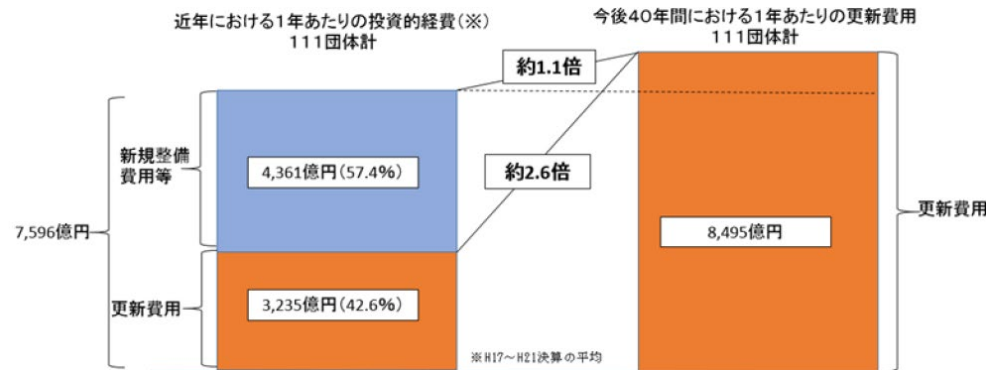 近年における1年あたりの投資的経費(※)
111団体計
今後40年間における1年あたりの更新費用
111団体計
約1.1倍
新規整備
費用等
4,361億円(57.4%)
約2.6倍
7,596億円
8,495億円
更新費用
更新費用
3,235億円(42.6%)
※H17～H21決算の平均